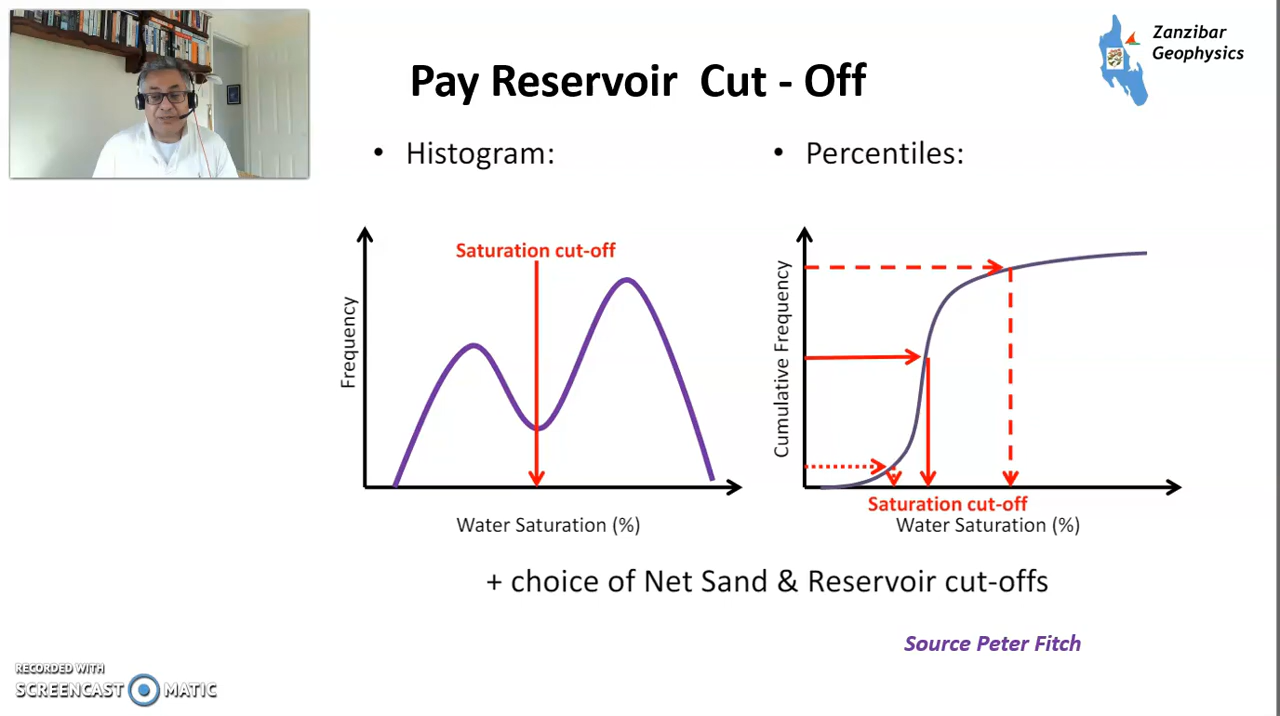 Zanzibar
Geophysics
Pay Reservoir Cut - Off
• Histogram:
• Percentiles:
Saturation cut-off
Frequency
Water Saturation (%)
Cumulative Frequency
Saturation cut-off
Water Saturation (%)
+ choice of Net Sand & Reservoir cut-offs
Source Peter Fitch
RECORDED WITH
SCREENCAST MATIC